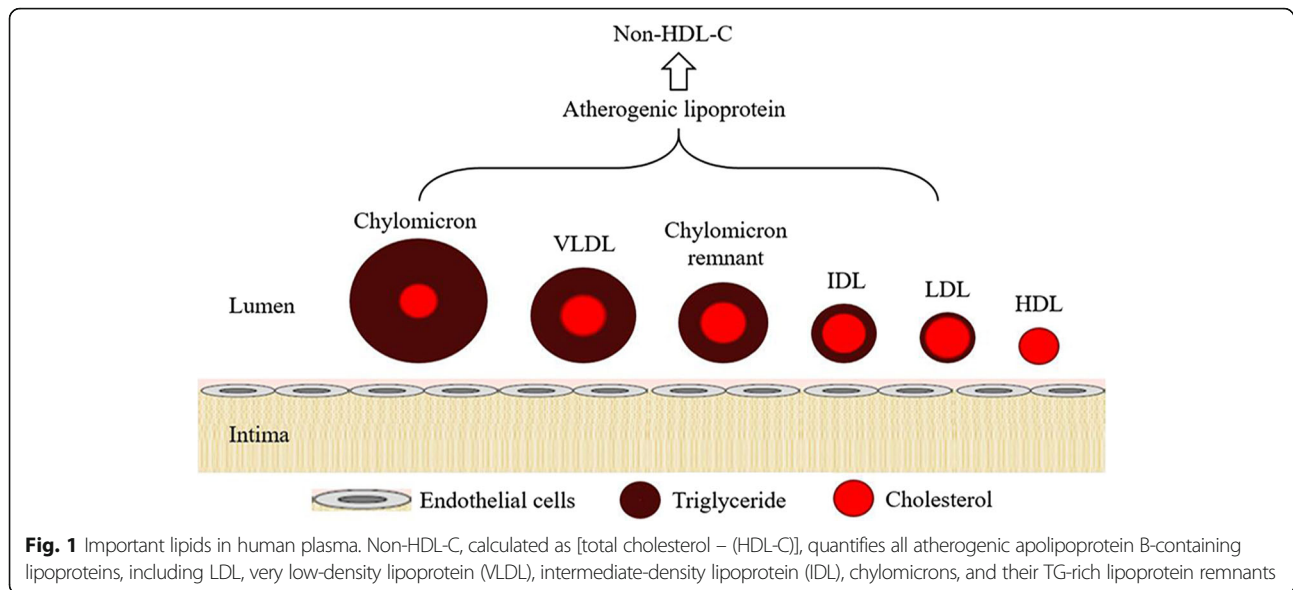 Non-HDL-C
Atherogenic lipoprotein
Chylomicron
VLDL
Chylomicron
remnant
IDL
LDL
HDL
Lumen
Intima
Endothelial cells
Triglyceride
Cholesterol
Fig. 1 Important lipids in human plasma. Non-HDL-C, calculated as [total cholesterol – (HDL-C)], quantifies all atherogenic apolipoprotein B-containing
lipoproteins, including LDL, very low-density lipoprotein (VLDL), intermediate-density lipoprotein (IDL), chylomicrons, and their TG-rich lipoprotein remnants